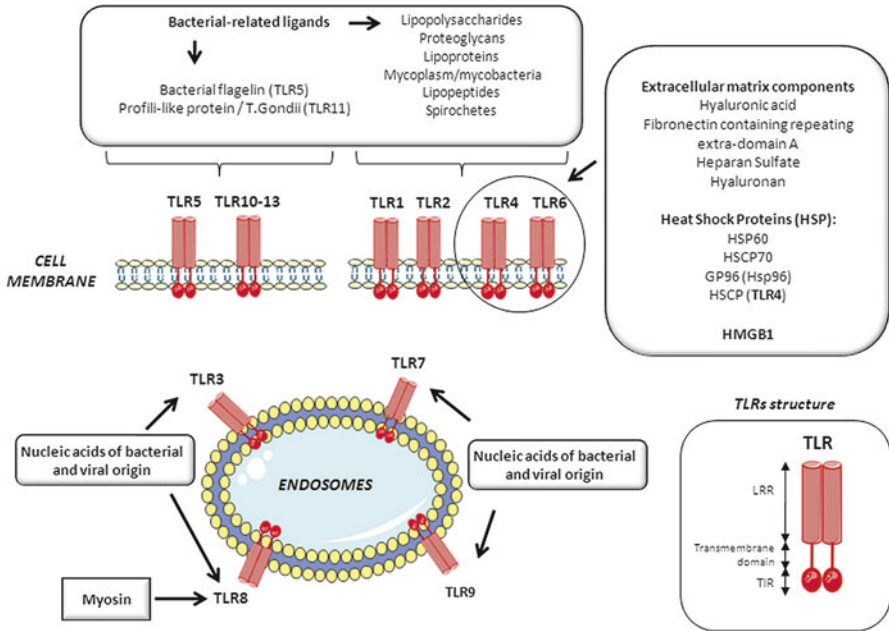 Bacterial-related ligands
Bacterial flagelin (TLR5)
Profili-like protein / T.Gondii (TLR11)
Lipopolysaccharides
Proteoglycans
Lipoproteins
Mycoplasm/mycobacteria
Lipopeptides
Spirochetes
Extracellular matrix components
Hyaluronic acid
Fibronectin containing repeating
extra-domain A
Heparan Sulfate
Hyaluronan
Heat Shock Proteins (HSP):
HSP60
HSCP70
GP96 (Hsp96)
HSCP (TLR4)
HMGB1
TLR5 TLR10-13
TLR1 TLR2 TLR4 TLR6
CELL
MEMBRANE
TLR3
TLR7
Nucleic acids of bacterial
and viral origin
ENDOSOMES
Nucleic acids of bacterial
and viral origin
Myosin
TLR8
TLR9
TLRs structure
TLR
LRR
Transmembrane
domain
TIR